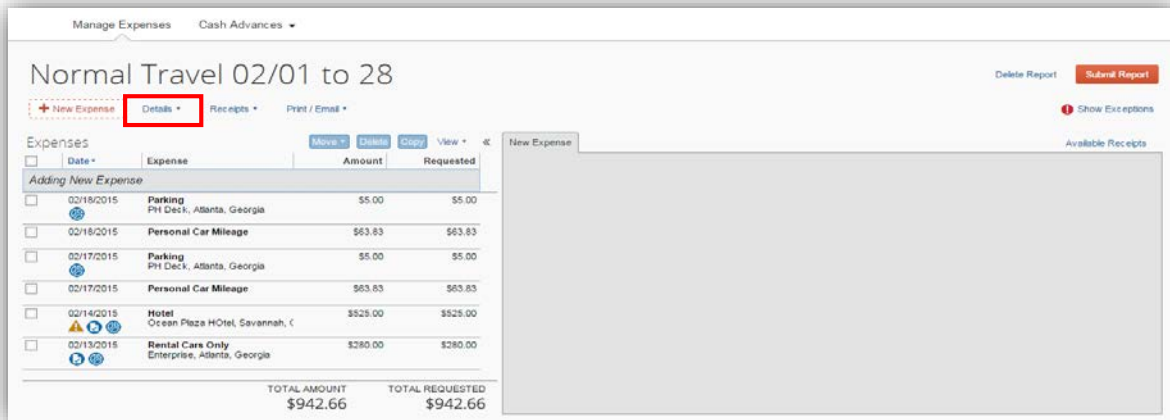 Manage Expenses Cash Advances
Normal Travel 02/01 to 28
Delete Report Submit Report
+ New Expense Details Receipts Print / Email Show Exceptions
Expenses Move Delete Copy View « New Expense Available Receipts
Date Expense Amount Requested
Adding New Expense
02/18/2015 Parking $5.00 $5.00
PH Deck, Atlanta, Georgia
02/18/2015 Personal Car Mileage $63.83 $63.83
02/17/2015 Parking $5.00 $5.00
PH Deck, Atlanta, Georgia
02/17/2015 Personal Car Mileage $63.83 $63.83
02/14/2015 Hotel $525.00 $525.00
Ocean Plaza HOtel, Savannah,
02/13/2015 Rental Cars Only $280.00 $280.00
Enterprise, Atlanta, Georgia
TOTAL AMOUNT TOTAL REQUESTED
$942.66 $942.66